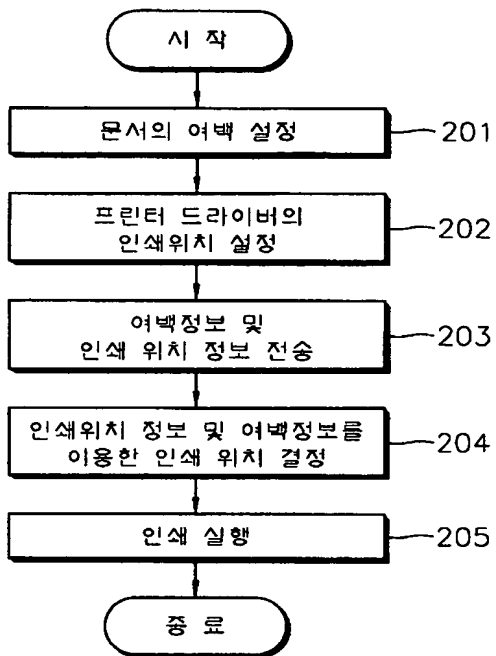 시 작
문서의 여백 설정
201
프린터 드라이버의
인쇄위치 설정
202
여백정보 및
인쇄 위치 정보 전송
203
인쇄위치 정보 및 여백정보를
이용한 인쇄 위치 결정
204
인쇄 실행
205
종 료